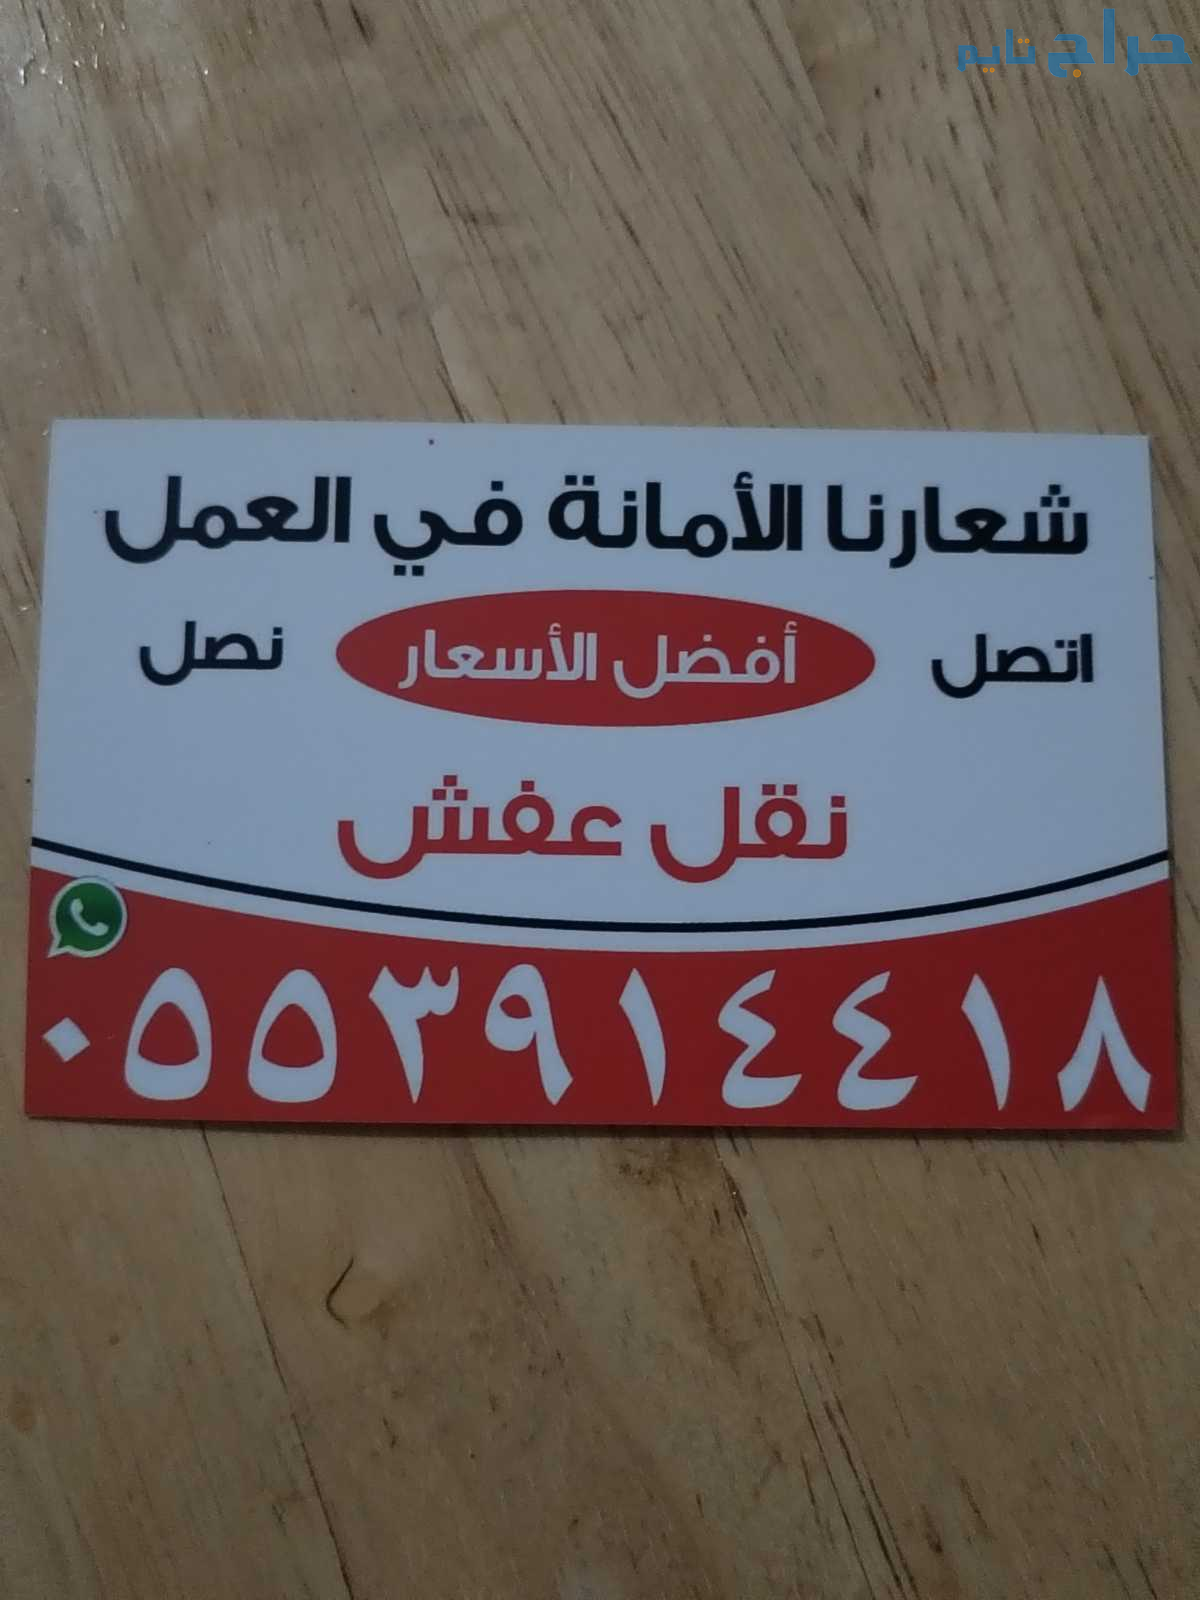 حراج تايم
شعارنا الأمانة في العمل
اتصل أفضل الأسعار نصل
نقل عفش
٠٥٥٣٩١٤٤١٨